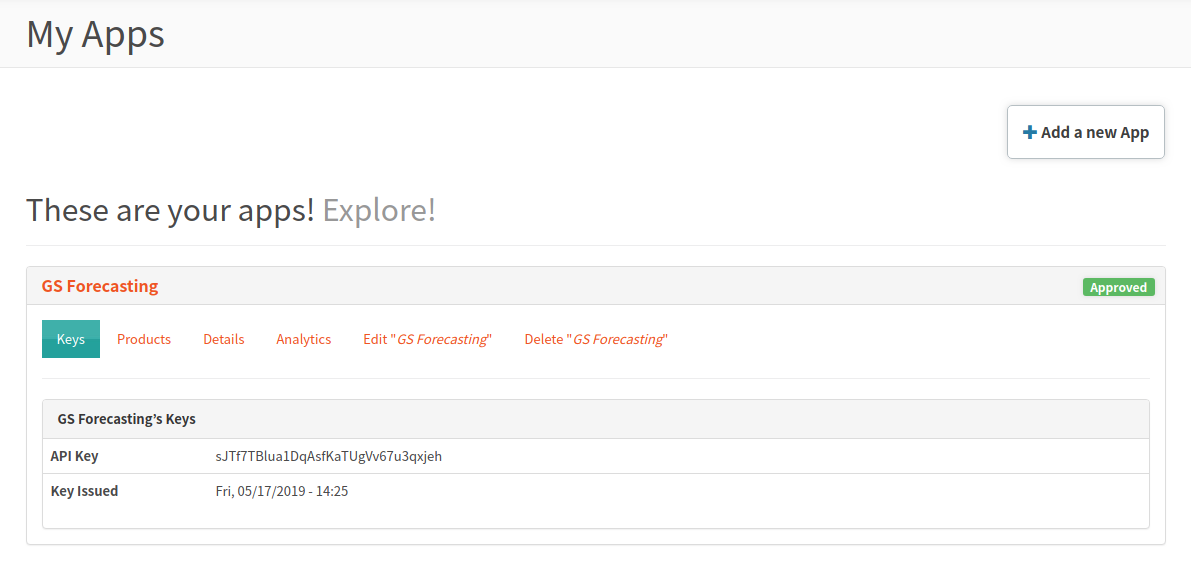 My Apps
+ Add a new App
These are your apps! Explore!
GS Forecasting
Approved
Keys Products Details Analytics Edit "GS Forecasting" Delete "GS Forecasting"
GS Forecasting's Keys
API Key sJTf7TBlua1DqAsfKaTUgVv67u3qxjeh
Key Issued Fri, 05/17/2019 - 14:25